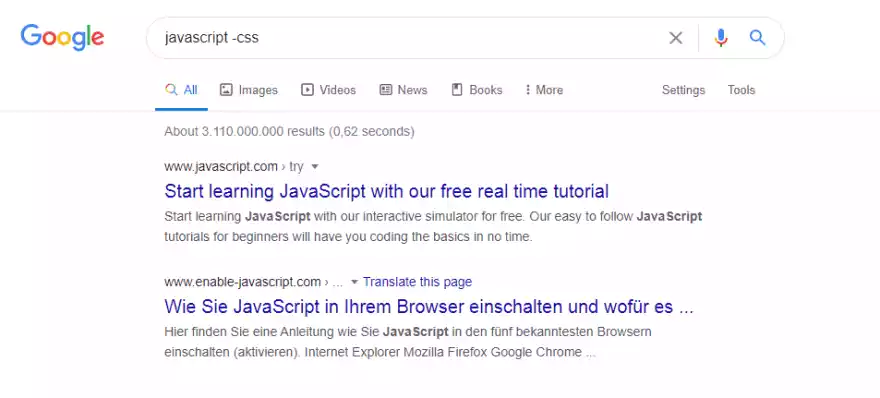 Google
javascript -css
All Images Videos News Books More Settings Tools
About 3.110.000.000 results (0,62 seconds)
www.javascript.com › try
Start learning JavaScript with our free real time tutorial
Start learning JavaScript with our interactive simulator for free. Our easy to follow JavaScript
tutorials for beginners will have you coding the basics in no time.
www.enable-javascript.com › ... Translate this page
Wie Sie JavaScript in Ihrem Browser einschalten und wofür es ...
Hier finden Sie eine Anleitung wie Sie JavaScript in den fünf bekanntesten Browsern
einschalten (aktivieren). Internet Explorer Mozilla Firefox Google Chrome ...